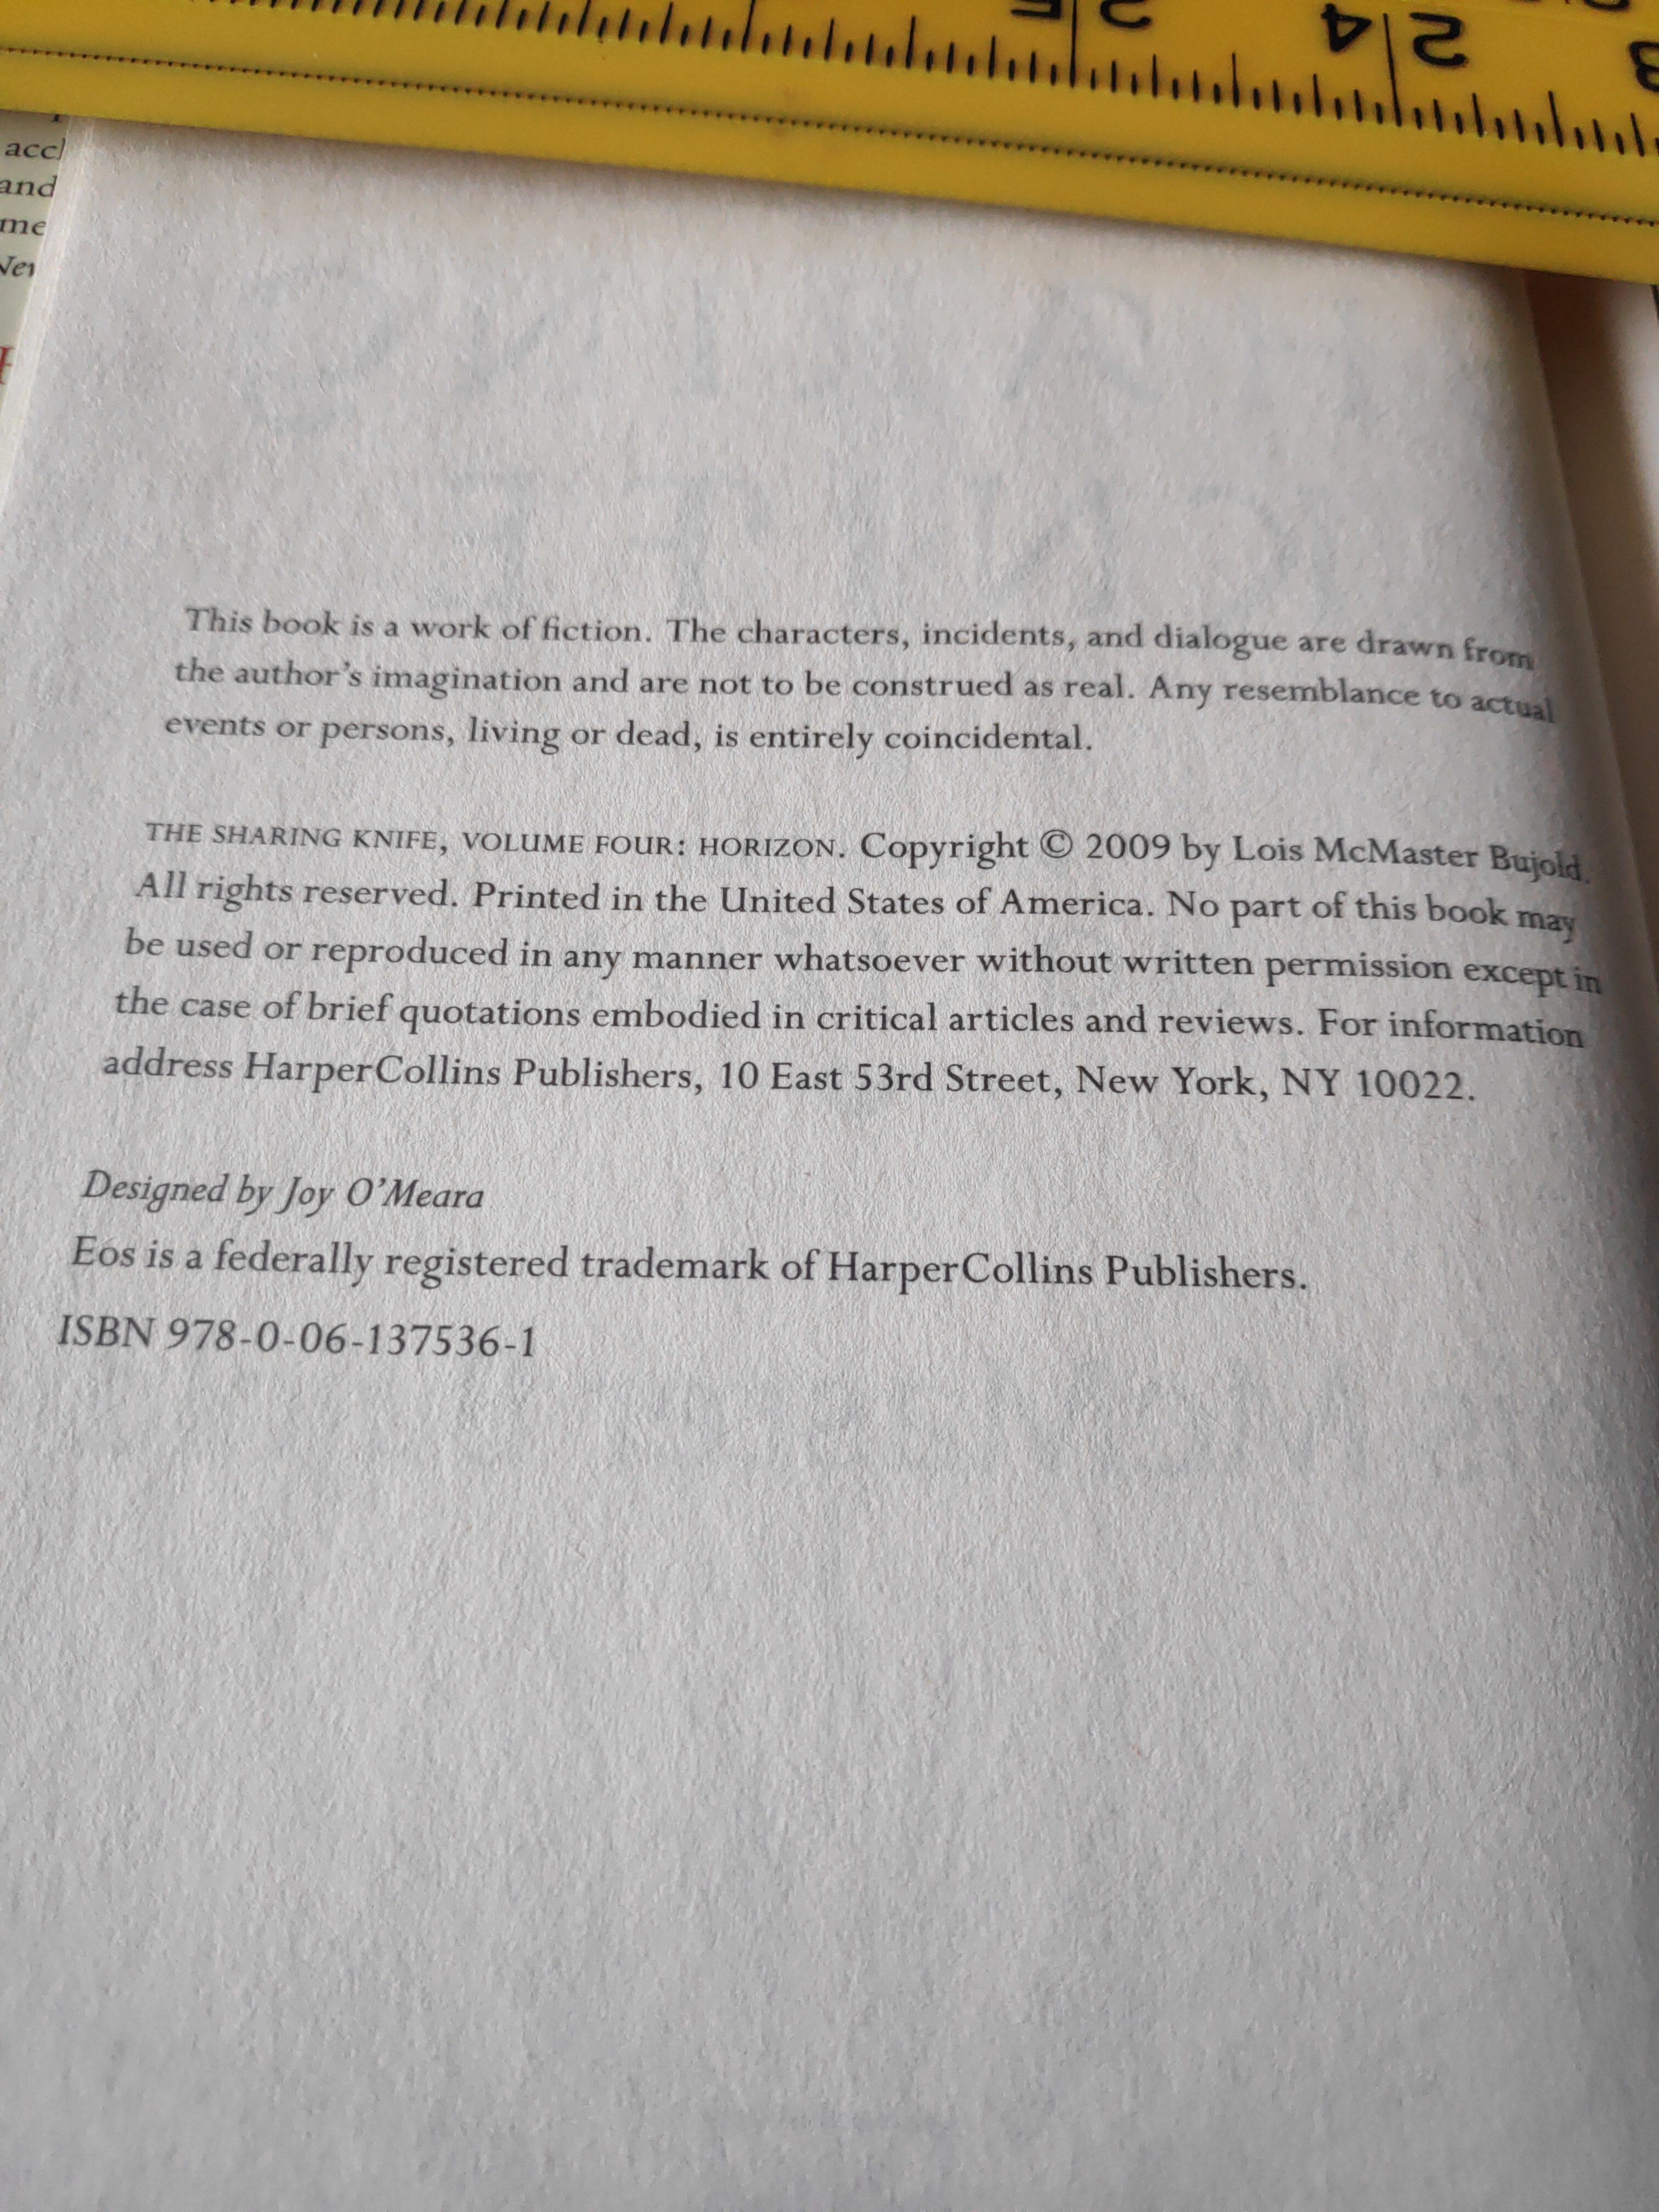 5 2
4 2
acc
and
me
This book is a work of fiction. The characters, incidents, and dialogue are drawn from
the author's imagination and are not to be construed as real. Any resemblance to actual
events or persons, living or dead, is entirely coincidental.
THE SHARING KNIFE, VOLUME FOUR: HORIZON. Copyright © 2009 by Lois McMaster Bujold.
All rights reserved. Printed in the United States of America. No part of this book may
be used or reproduced in any manner whatsoever without written permission except in
the case of brief quotations embodied in critical articles and reviews. For information
address HarperCollins Publishers, 10 East 53rd Street, New York, NY 10022.
Designed by Joy O'Meara
Eos is a federally registered trademark of HarperCollins Publishers.
ISBN 978-0-06-137536-1